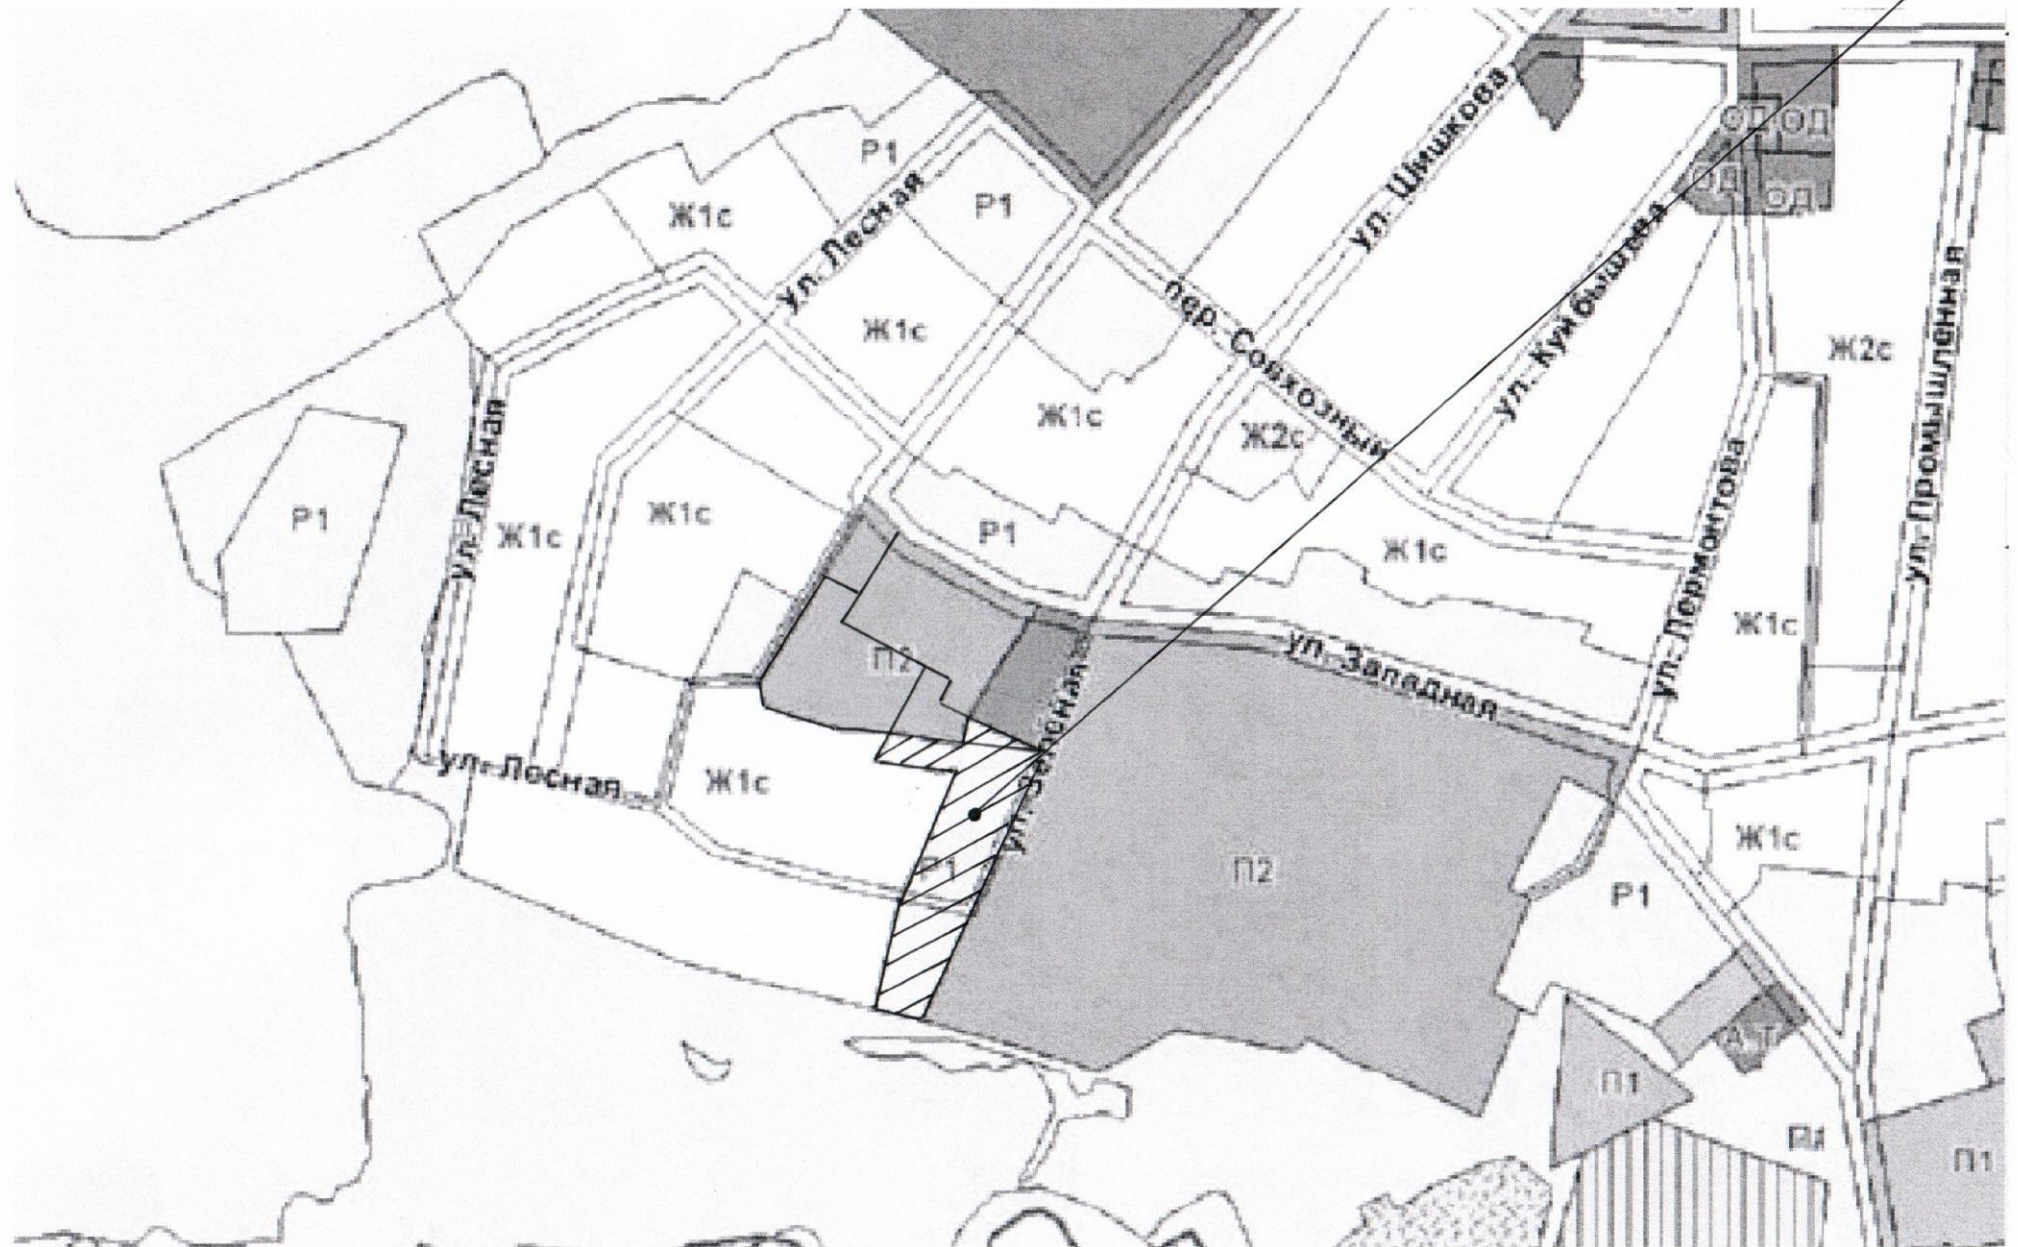 ОД
ОД
ОД
ОД
Р1
ул. Шишкова
Ж1с
Р1
ул. Лесная
ул. Куйбышева
Ж1с
пер. Совхозный
Ж2с
ул. Промышленная
Ж1с
Ж2с
ул. Лесная
Р1
Ж1с
Ж1с
Р1
Ж1с
ул. Лермонтова
Ж1с
П2
ул. Западная
ул. Лесная
Ж1с
Р1
П2
Ж1с
Р1
П1
П1